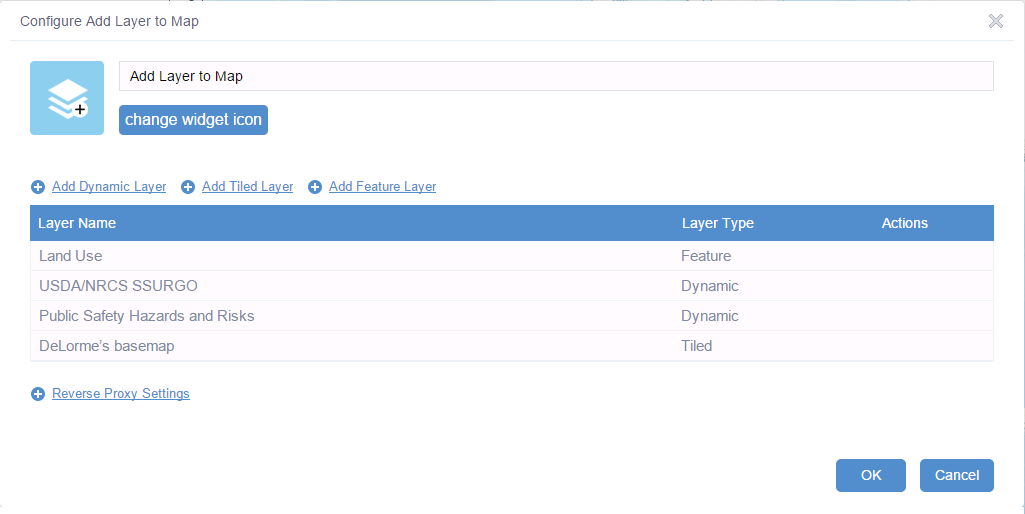 Configure Add Layer to Map
Add Layer to Map
change widget icon
Add Dynamic Layer Add Tiled Layer Add Feature Layer
Layer Name Layer Type Actions
Land Use Feature
USDA/NRCS SSURGO Dynamic
Public Safety Hazards and Risks Dynamic
DeLorme’s basemap Tiled
Reverse Proxy Settings
OK Cancel